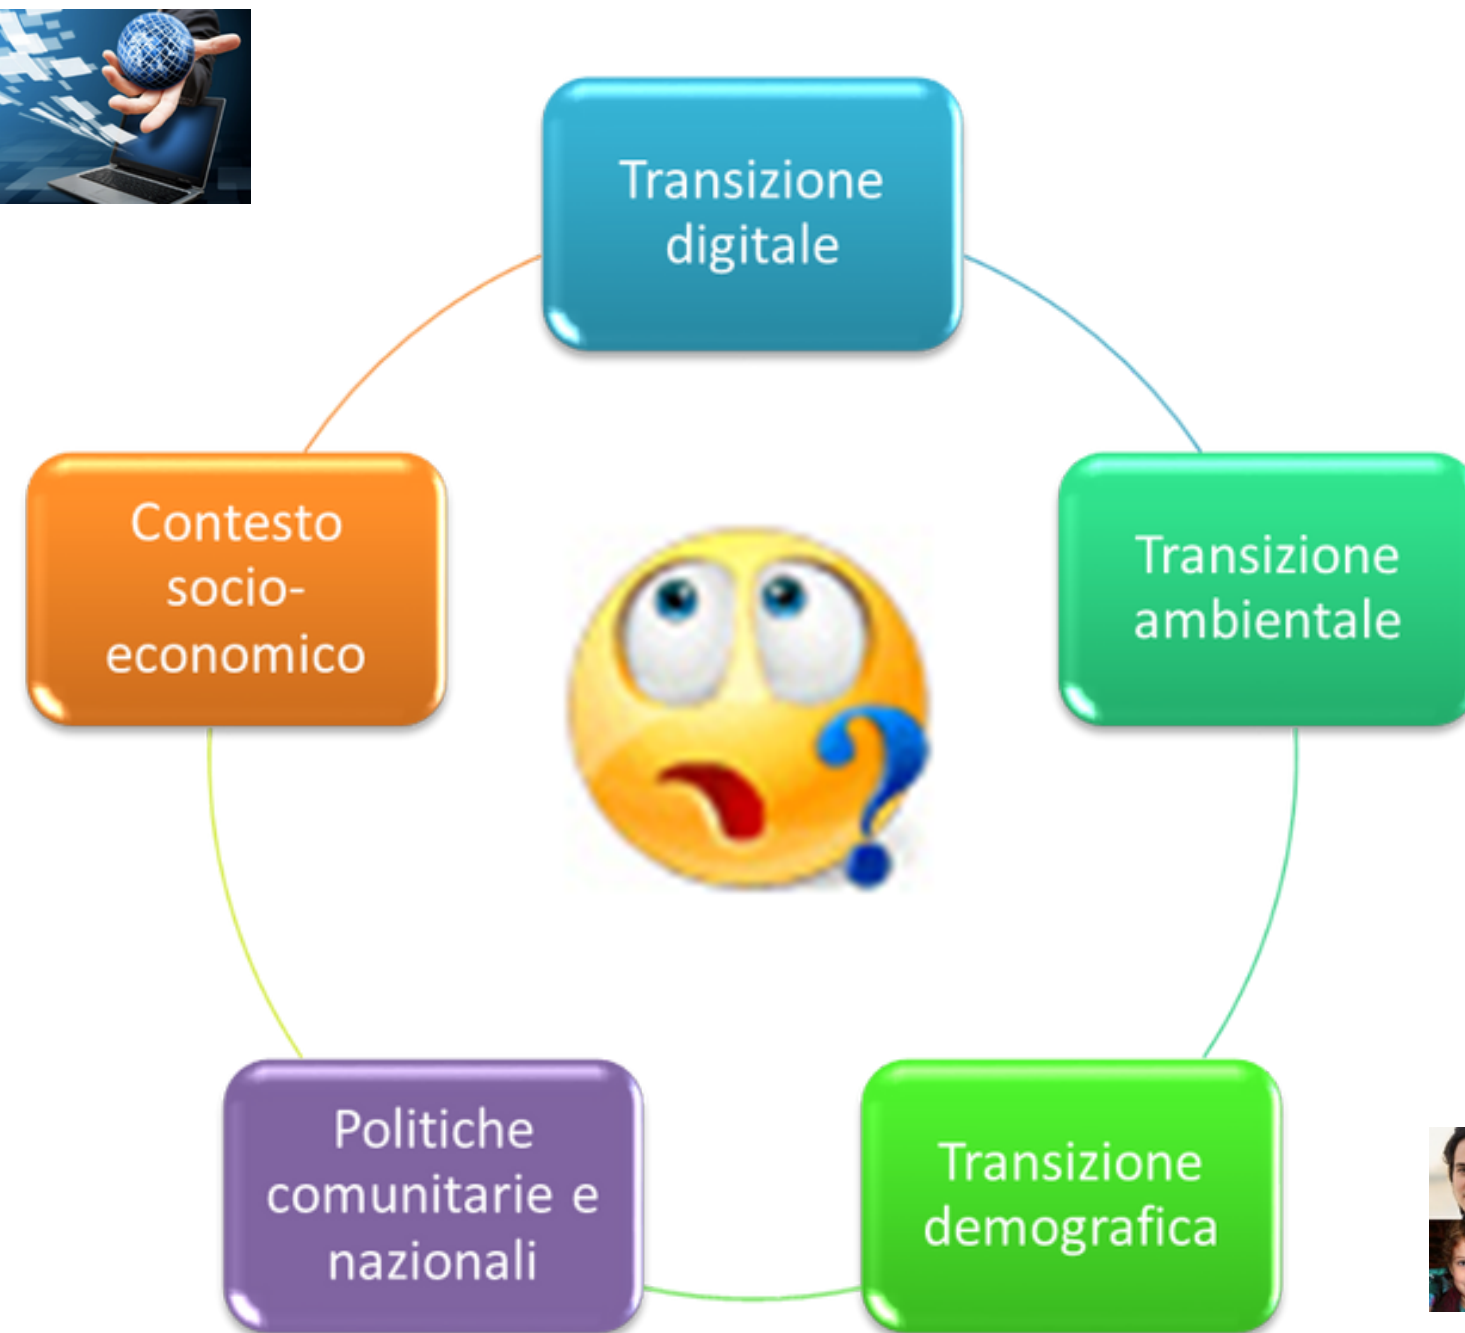 Transizione
digitale
Transizione
ambientale
Transizione
demografica
Politiche
comunitarie e
nazionali
Contesto
socio-
economico
?